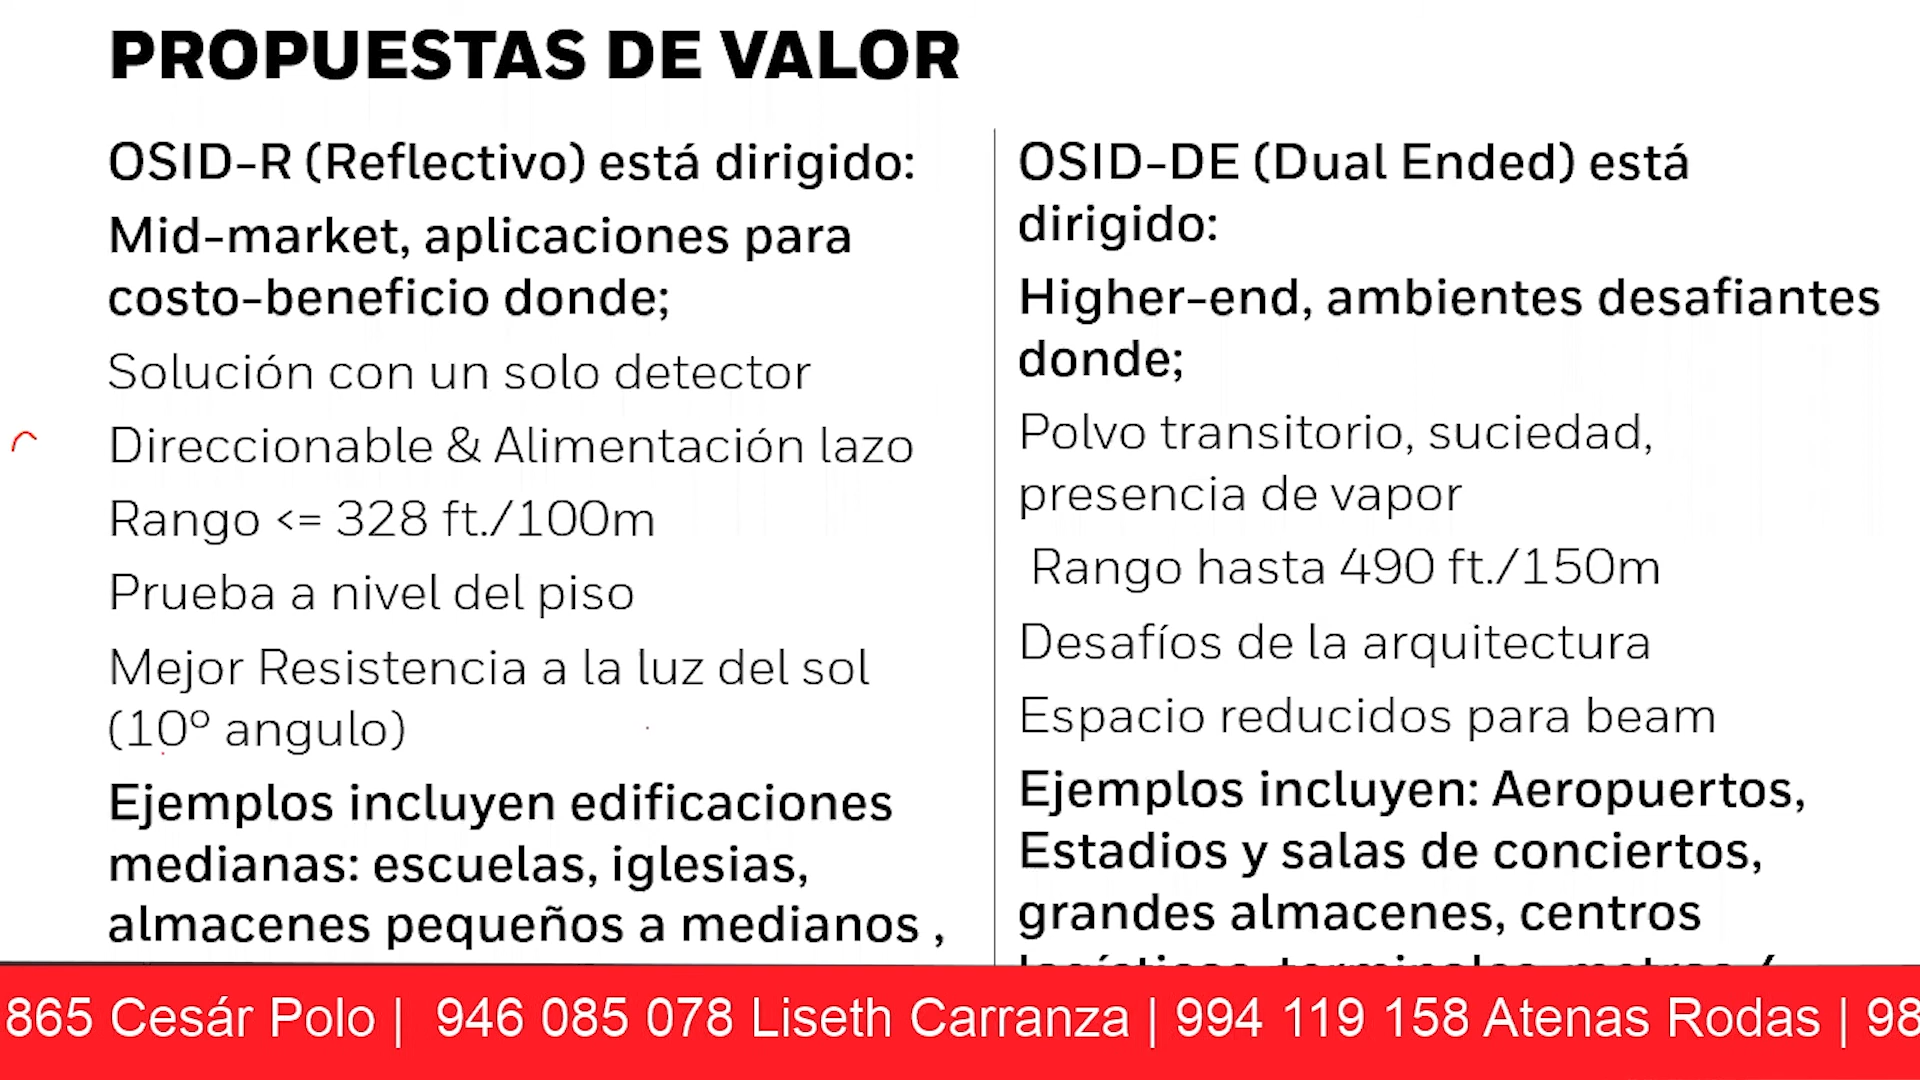 PROPUESTAS DE VALOR
OSID-R (Reflectivo) está dirigido:
Mid-market, aplicaciones para
costo-beneficio donde;
Solución con un solo detector
Direccionable & Alimentación lazo
Rango <= 328 ft./100m
Prueba a nivel del piso
Mejor Resistencia a la luz del sol
(10º angulo)
Ejemplos incluyen edificaciones
medianas: escuelas, iglesias,
almacenes pequeños a medianos ,
OSID-DE (Dual Ended) está
dirigido:
Higher-end, ambientes desafiantes
donde;
Polvo transitorio, suciedad,
presencia de vapor
Rango hasta 490 ft./150m
Desafíos de la arquitectura
Espacio reducidos para beam
Ejemplos incluyen: Aeropuertos,
Estadios y salas de conciertos,
grandes almacenes, centros
865 Cesár Polo | 946 085 078 Liseth Carranza | 994 119 158 Atenas Rodas | 98